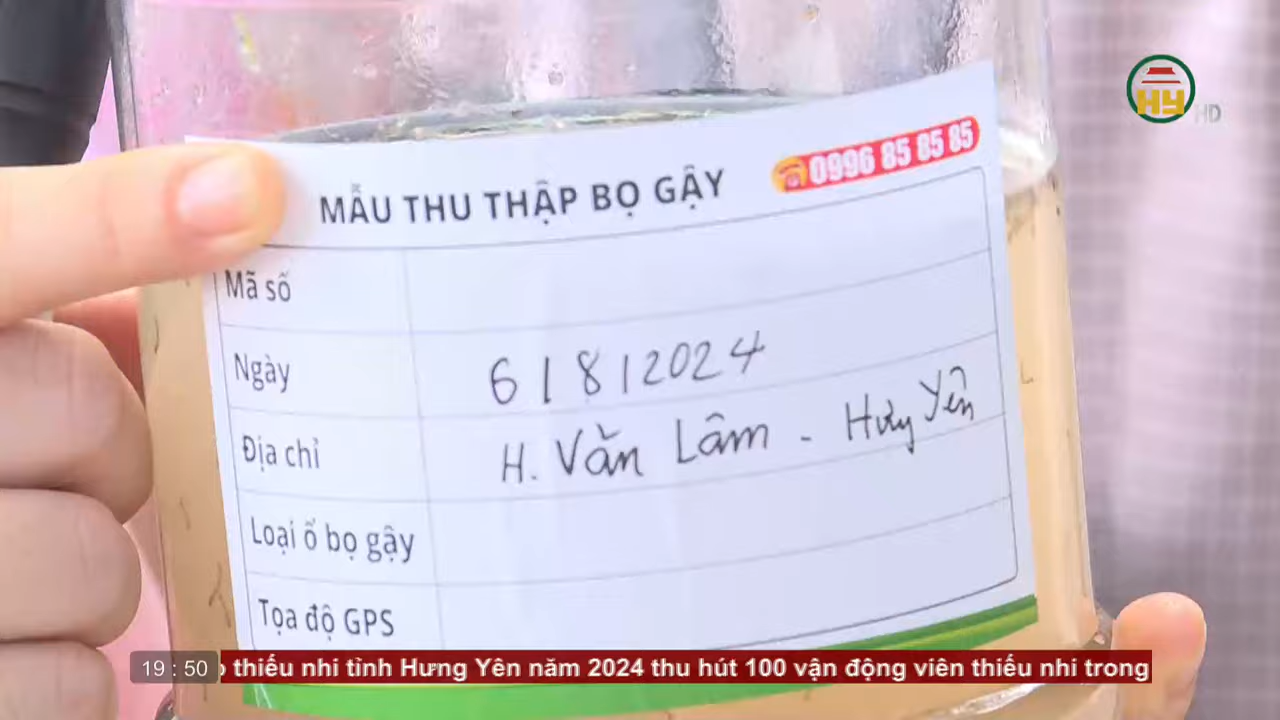 HY HD
0996 85 85 85
MẪU THU THẬP BỌ GẬY
Mã số
Ngày 6/8/2024
Địa chỉ H. Văn Lâm - Hưng Yên
Loại ổ bọ gậy
Tọa độ GPS
19 : 50 thiếu nhi tỉnh Hưng Yên năm 2024 thu hút 100 vận động viên thiếu nhi trong